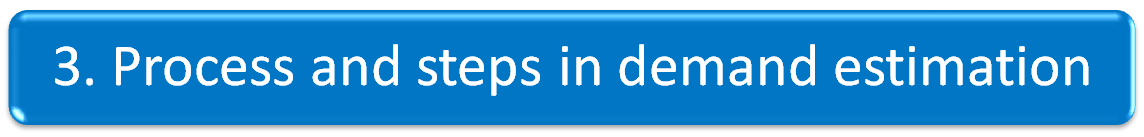 3. Process and steps in demand estimation